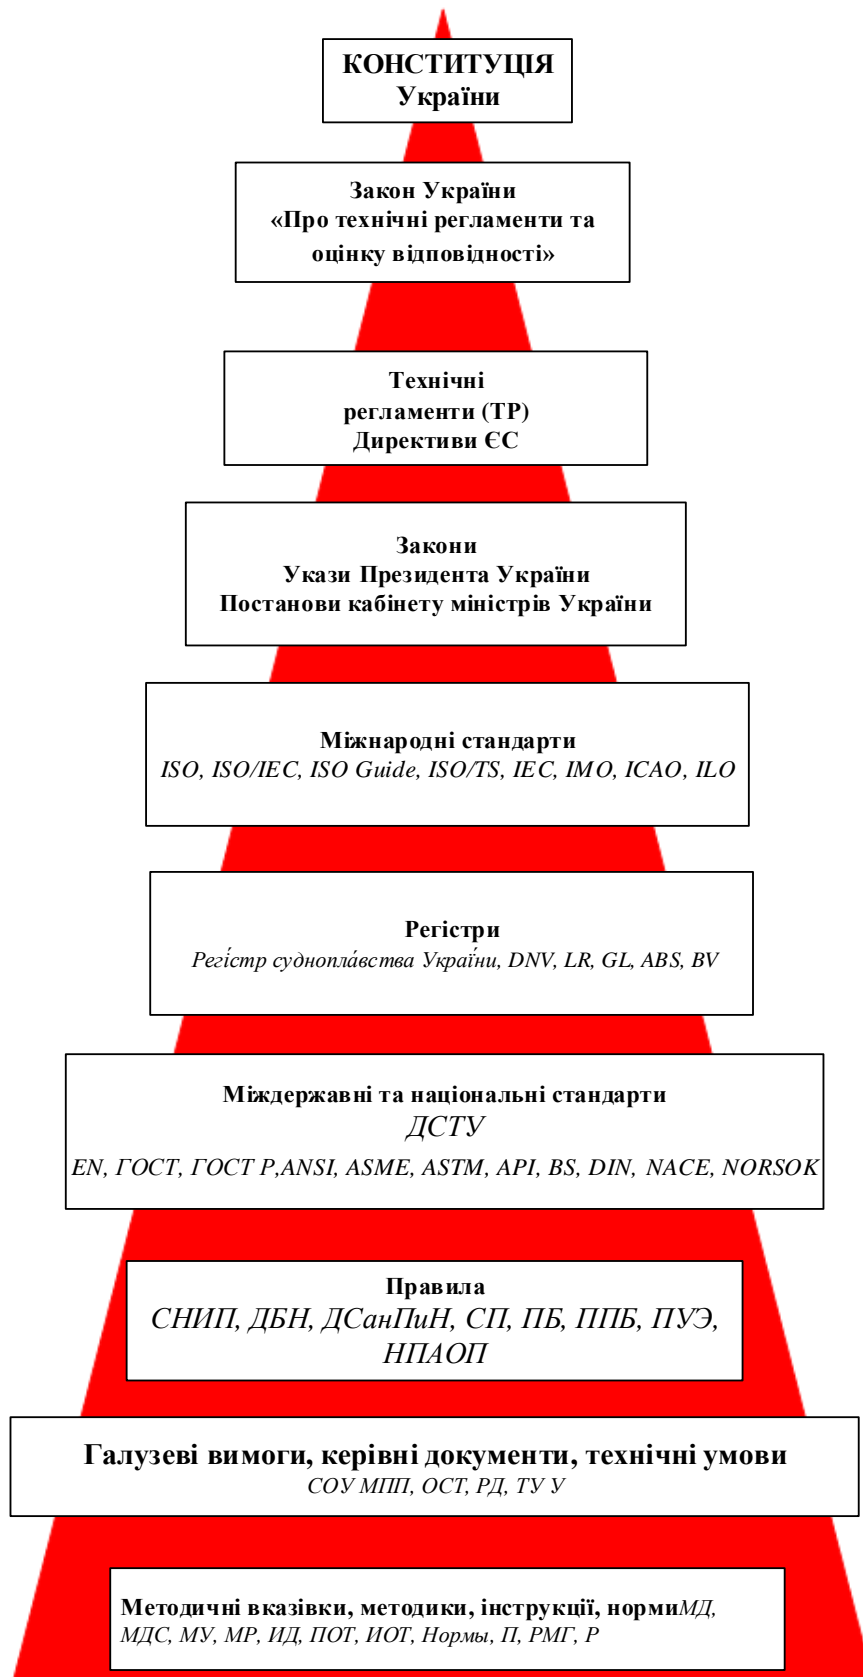 КОНСТИТУЦІЯ
України
Закон України
«Про технічні регламенти та
оцінку відповідності»
Технічні
регламенти (ТР)
Директиви ЄС
Закони
Укази Президента України
Постанови кабінету міністрів України
Міжнародні стандарти
ISO, ISO/IEC, ISO Guide, ISO/TS, IEC, IMO, ICAO, ILO
Регістри
Регі́стр суднопла́вства Украї́ни, DNV, LR, GL, ABS, BV
Міждержавні та національні стандарти
ДСТУ
EN, ГОСТ, ГОСТ Р,ANSI, ASME, ASTM, API, BS, DIN, NACE, NORSOK
Правила
СНИП, ДБН, ДСанПиН, СП, ПБ, ППБ, ПУЭ,
НПАОП
Галузеві вимоги, керівні документи, технічні умови
СОУ МПП, ОСТ, РД, ТУ У
Методичні вказівки, методики, інструкції, нормиМД,
МДС, МУ, МР, ИД, ПОТ, ИОТ, Нормы, П, РМГ, Р